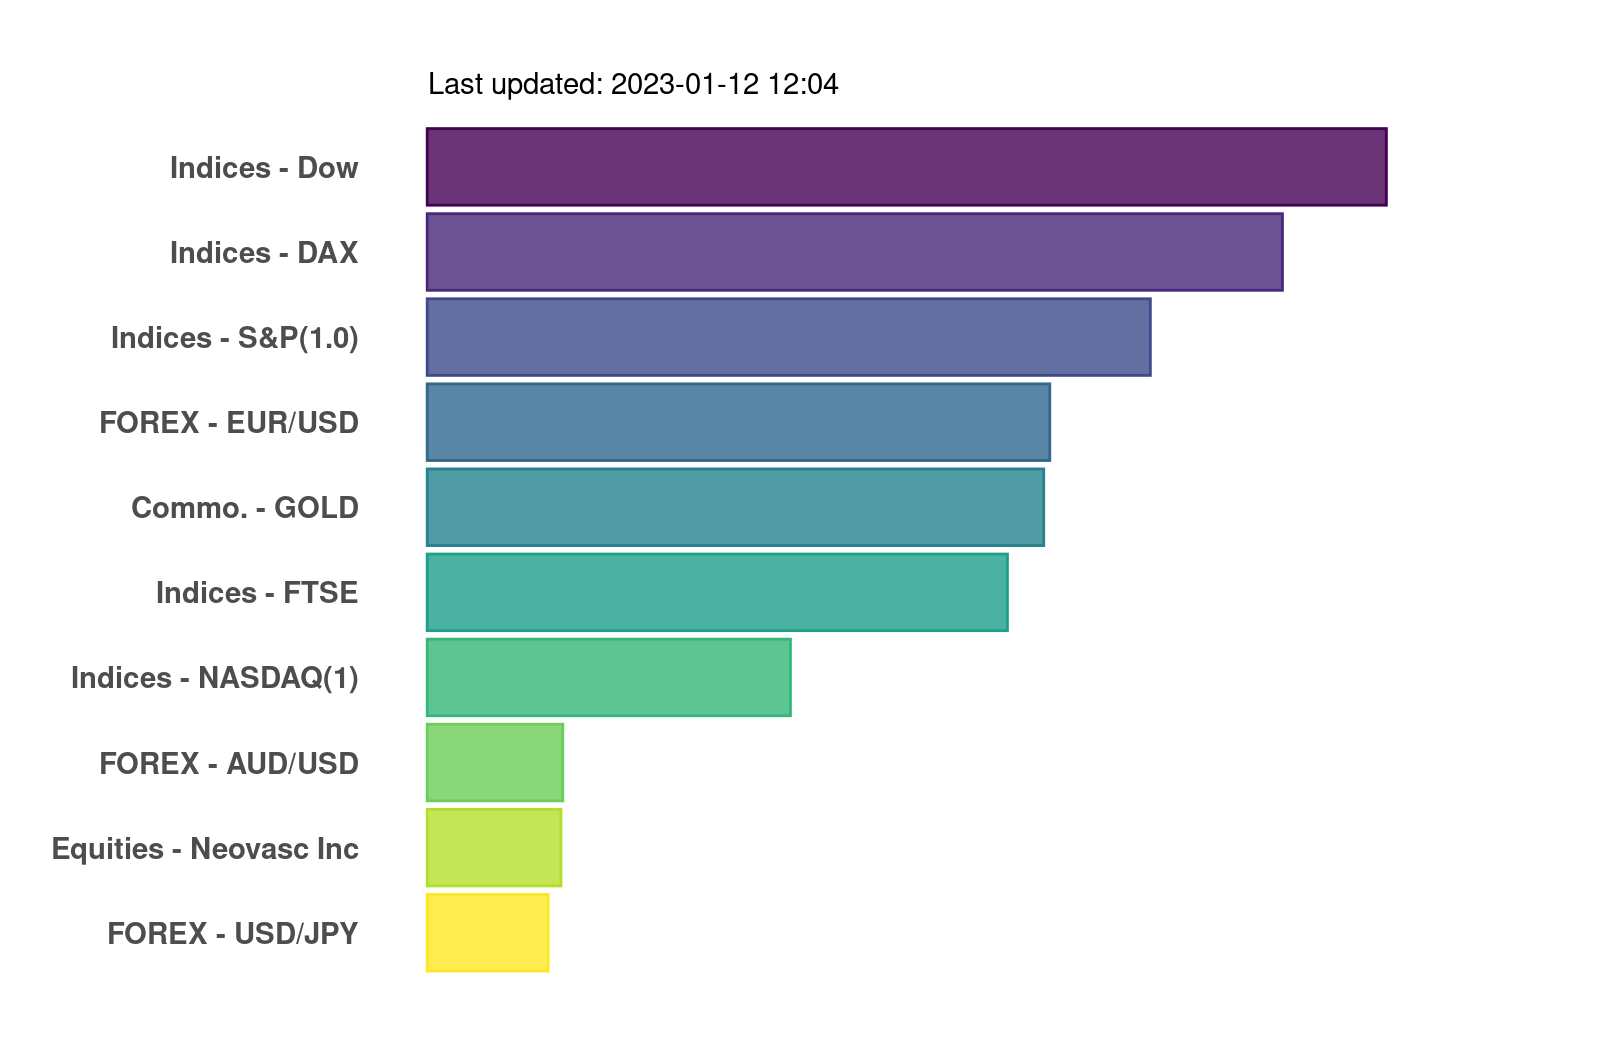 Last updated: 2023-01-12 12:04
Indices - Dow
Indices - DAX
Indices - S&P(1.0)
FOREX - EUR/USD
Commo. - GOLD
Indices - FTSE
Indices - NASDAQ(1)
FOREX - AUD/USD
Equities - Neovasc Inc
FOREX - USD/JPY